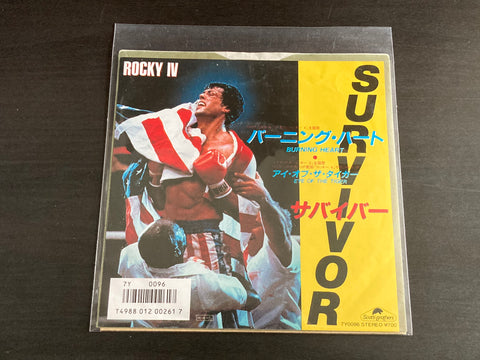 ROCKY IV
SURVIVOR
バーニング・ハート
BURNING HEART
アイ・オブ・ザ・タイガー
EYE OF THE TIGER
サバイバー
7Y 0096
T4988 012 00261 7
7Y0096 STEREO ¥700